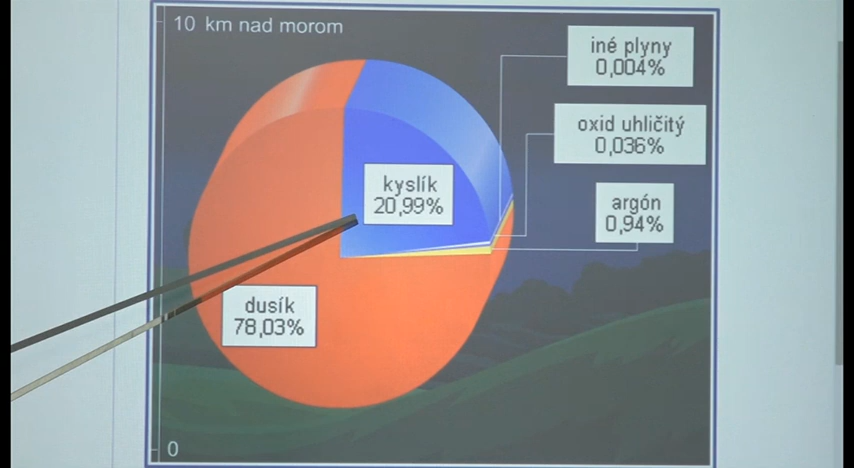 10 km nad morom
iné plyny
0,004%
oxid uhličitý
0,036%
kyslík
20,99%
argón
0,94%
dusík
78,03%
0